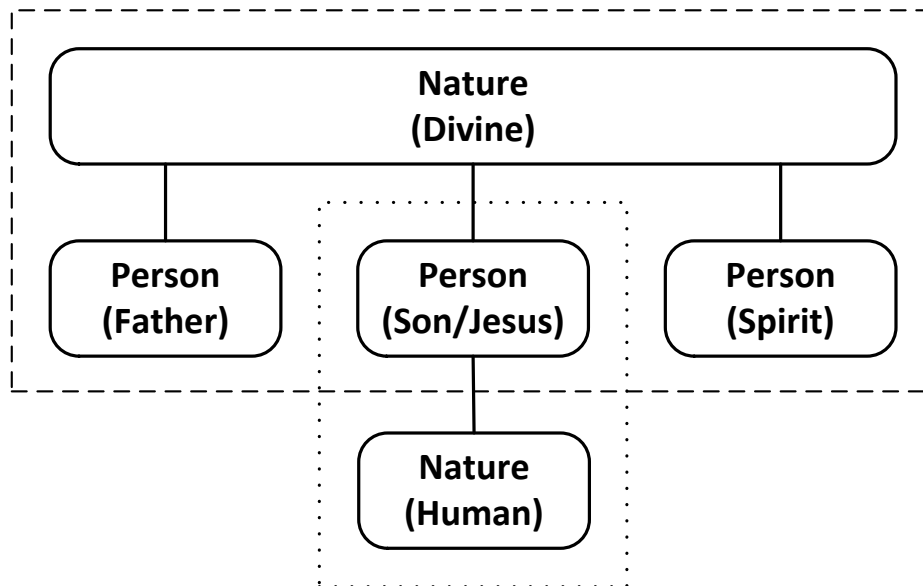 Nature
(Divine)
Person
(Father)
Person
(Son/Jesus)
Person
(Spirit)
Nature
(Human)